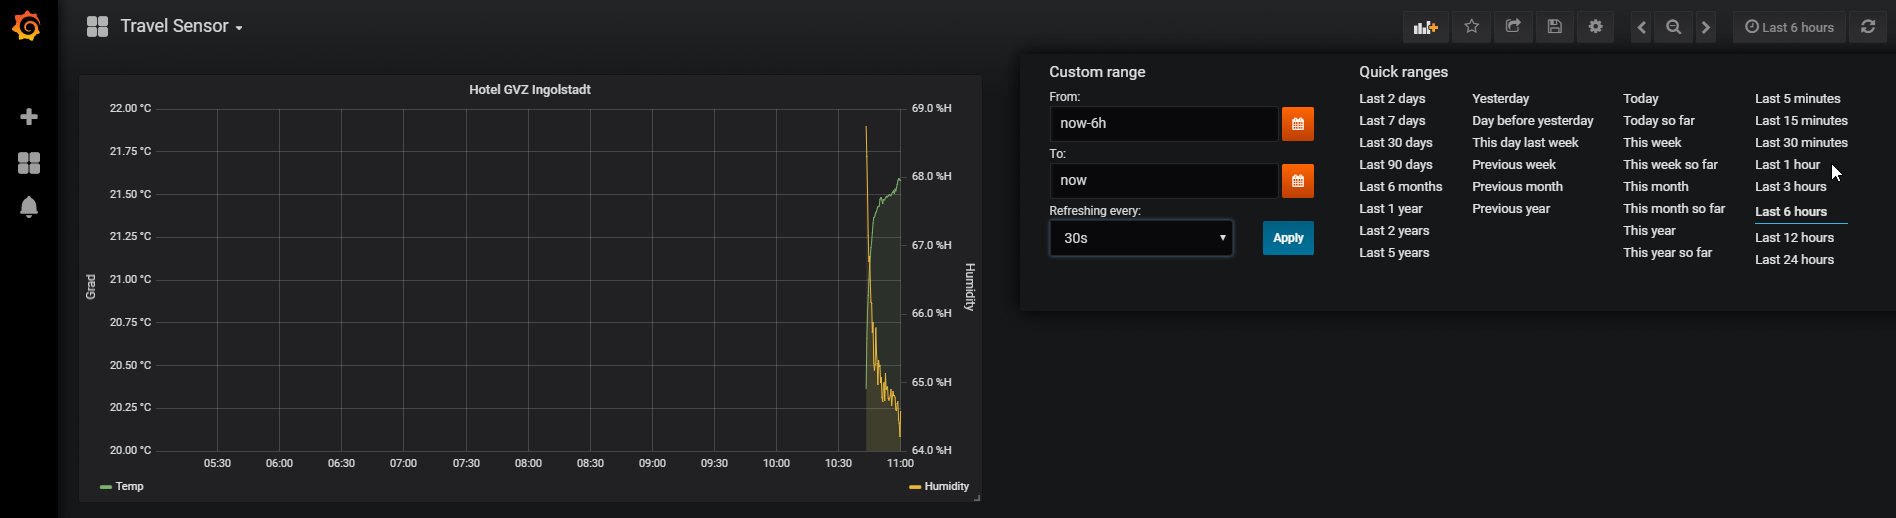 Travel Sensor
Last 6 hours
Hotel GVZ Ingolstadt
22.00 °C
21.75 °C
21.50 °C
21.25 °C
21.00 °C
20.75 °C
20.50 °C
20.25 °C
20.00 °C
Grad
69.0 %H
68.0 %H
67.0 %H
66.0 %H
65.0 %H
64.0 %H
Humidity
05:30 06:00 06:30 07:00 07:30 08:00 08:30 09:00 09:30 10:00 10:30 11:00
Temp
Humidity
Custom range
From:
now-6h
To:
now
Refreshing every:
30s
Apply
Quick ranges
Last 2 days
Last 7 days
Last 30 days
Last 90 days
Last 6 months
Last 1 year
Last 2 years
Last 5 years
Yesterday
Day before yesterday
This day last week
Previous week
Previous month
Previous year
Today
Today so far
This week
This week so far
This month
This month so far
This year
This year so far
Last 5 minutes
Last 15 minutes
Last 30 minutes
Last 1 hour
Last 3 hours
Last 6 hours
Last 12 hours
Last 24 hours